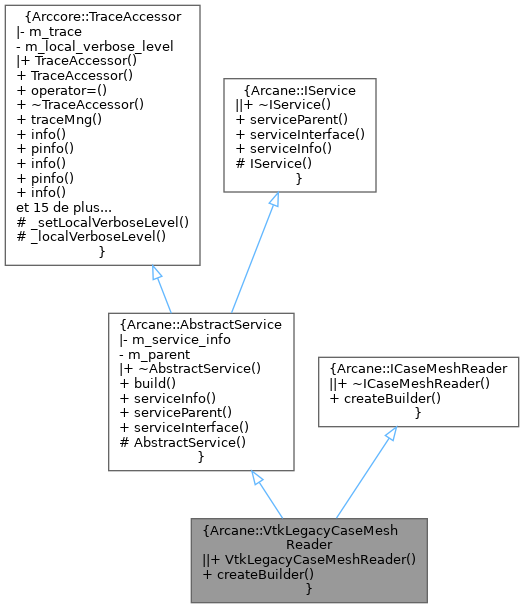 {Arccore::TraceAccessor
|- m_trace
- m_local_verbose_level
|+ TraceAccessor()
+ TraceAccessor()
+ operator=()
+ ~TraceAccessor()
+ traceMng()
+ info()
+ pinfo()
+ info()
+ pinfo()
+ info()
et 15 de plus...
# _setLocalVerboseLevel()
# _localVerboseLevel()
}
{Arcane::IService
||+ ~IService()
+ serviceParent()
+ serviceInterface()
+ serviceInfo()
# IService()
}
{Arcane::AbstractService
|- m_service_info
- m_parent
|+ ~AbstractService()
+ build()
+ serviceInfo()
+ serviceParent()
+ serviceInterface()
# AbstractService()
}
{Arcane::ICaseMeshReader
||+ ~ICaseMeshReader()
+ createBuilder()
}
{Arcane::VtkLegacyCaseMesh
Reader
||+ VtkLegacyCaseMeshReader()
+ createBuilder()
}